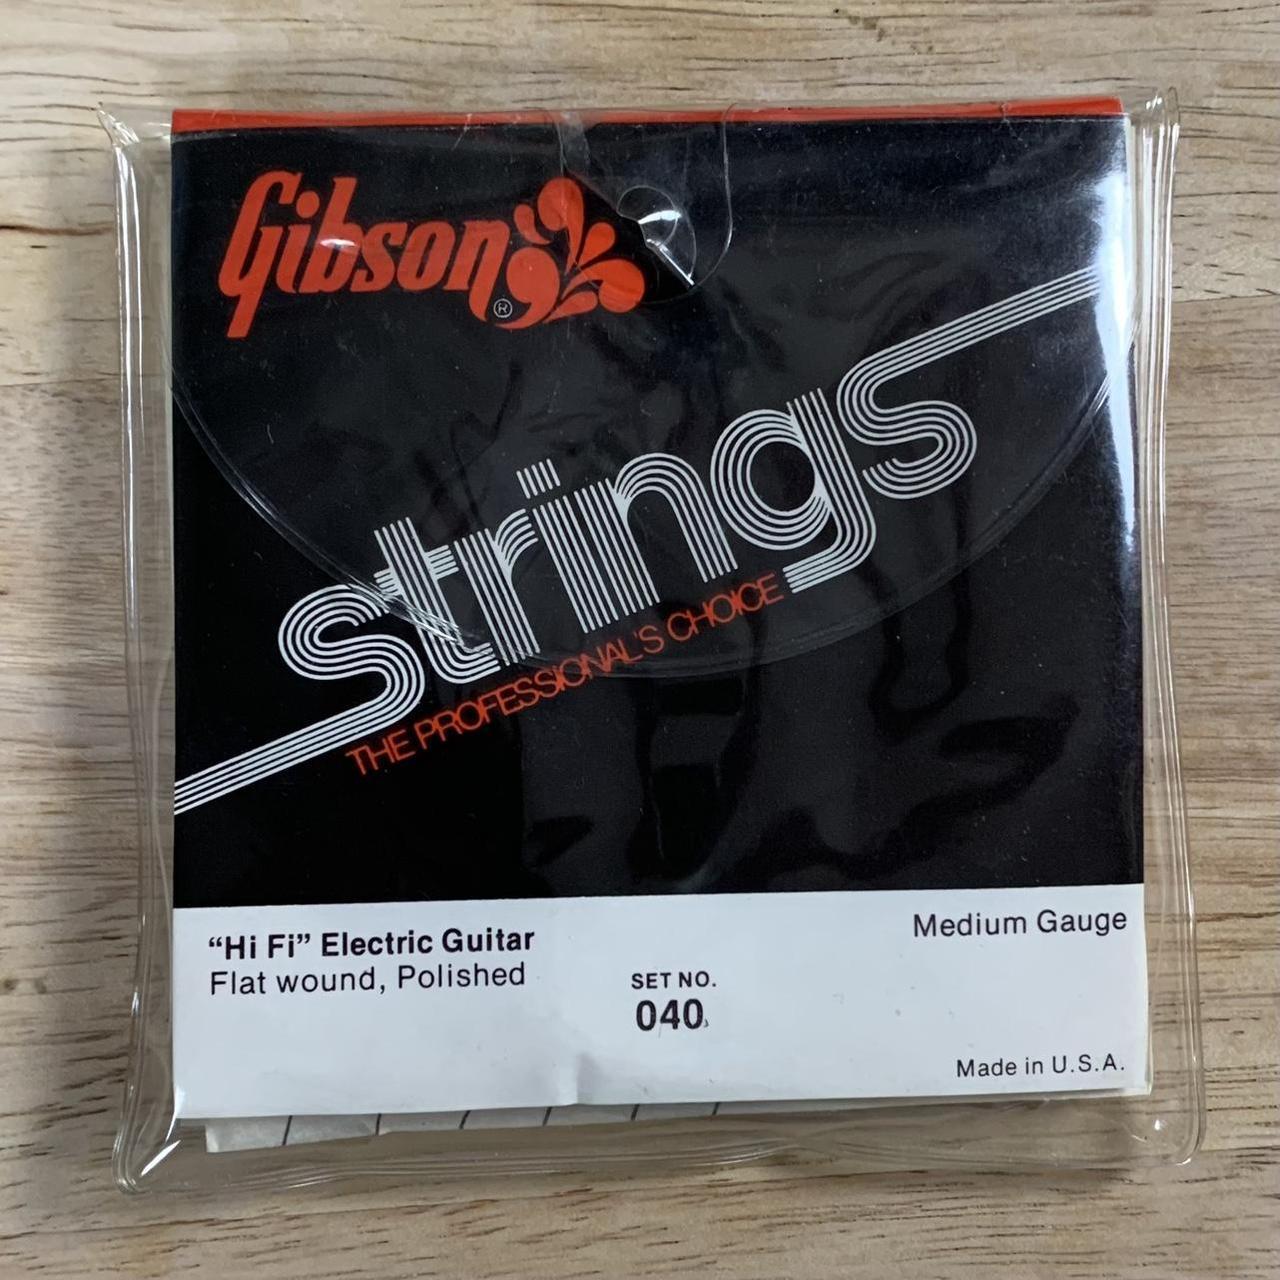 Gibson®
strings
THE PROFESSIONAL'S CHOICE
“Hi Fi” Electric Guitar
Flat wound, Polished
Medium Gauge
SET NO.
040
Made in U.S.A.